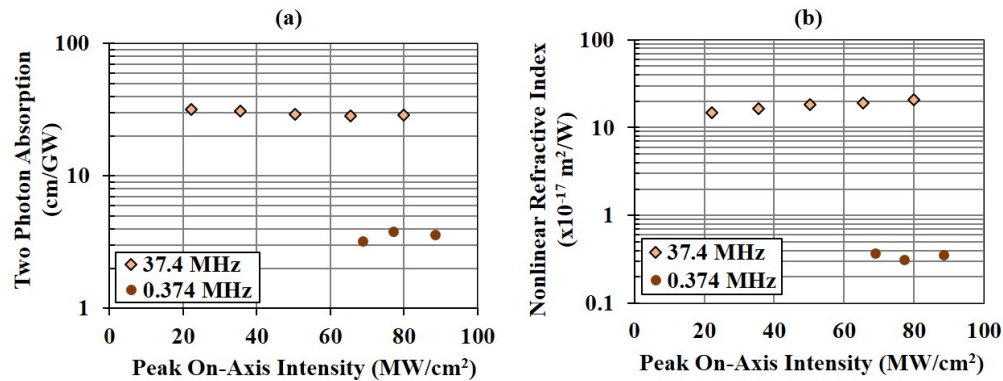 (a)
Two Photon Absorption
(cm/GW)
100
10
1
37.4 MHz
0.374 MHz
0 20 40 60 80 100
Peak On-Axis Intensity (MW/cm²)
(b)
Nonlinear Refractive Index
(x10⁻¹⁷ m²/W)
100
10
1
0.1
37.4 MHz
0.374 MHz
0 20 40 60 80 100
Peak On-Axis Intensity (MW/cm²)